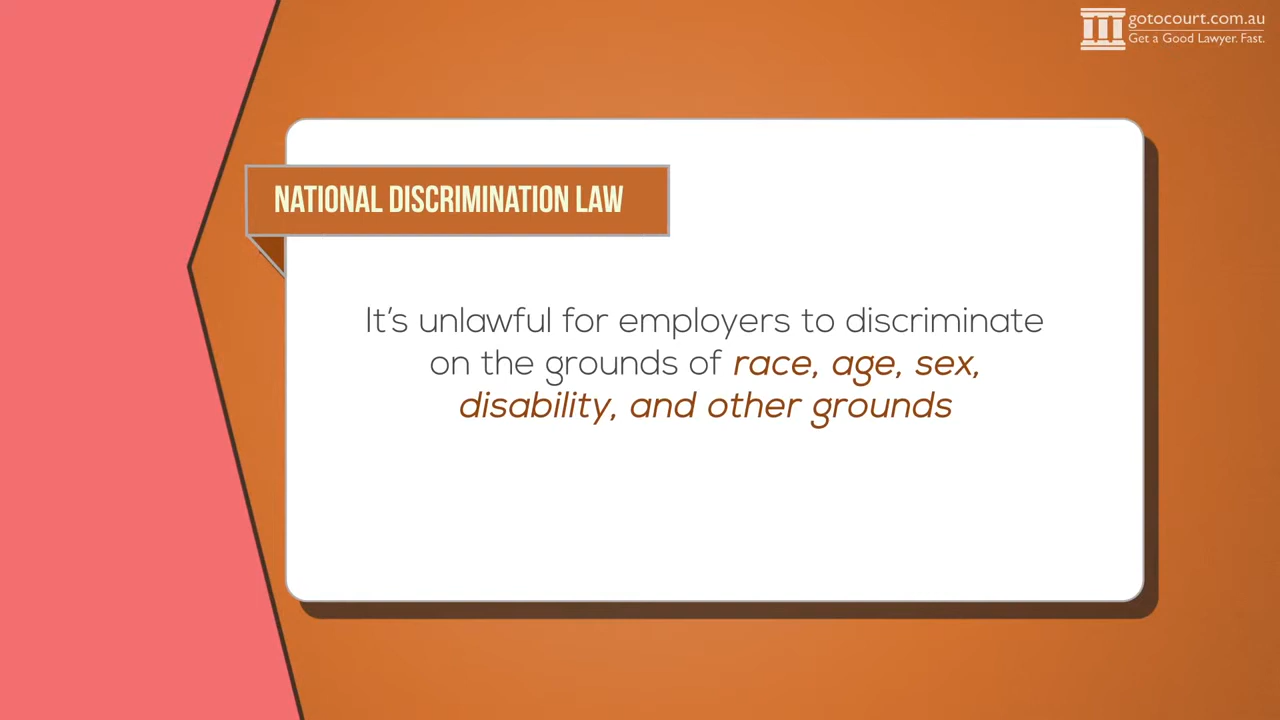 gotocourt.com.au
Get a Good Lawyer. Fast.
NATIONAL DISCRIMINATION LAW
It's unlawful for employers to discriminate
on the grounds of race, age, sex,
disability, and other grounds